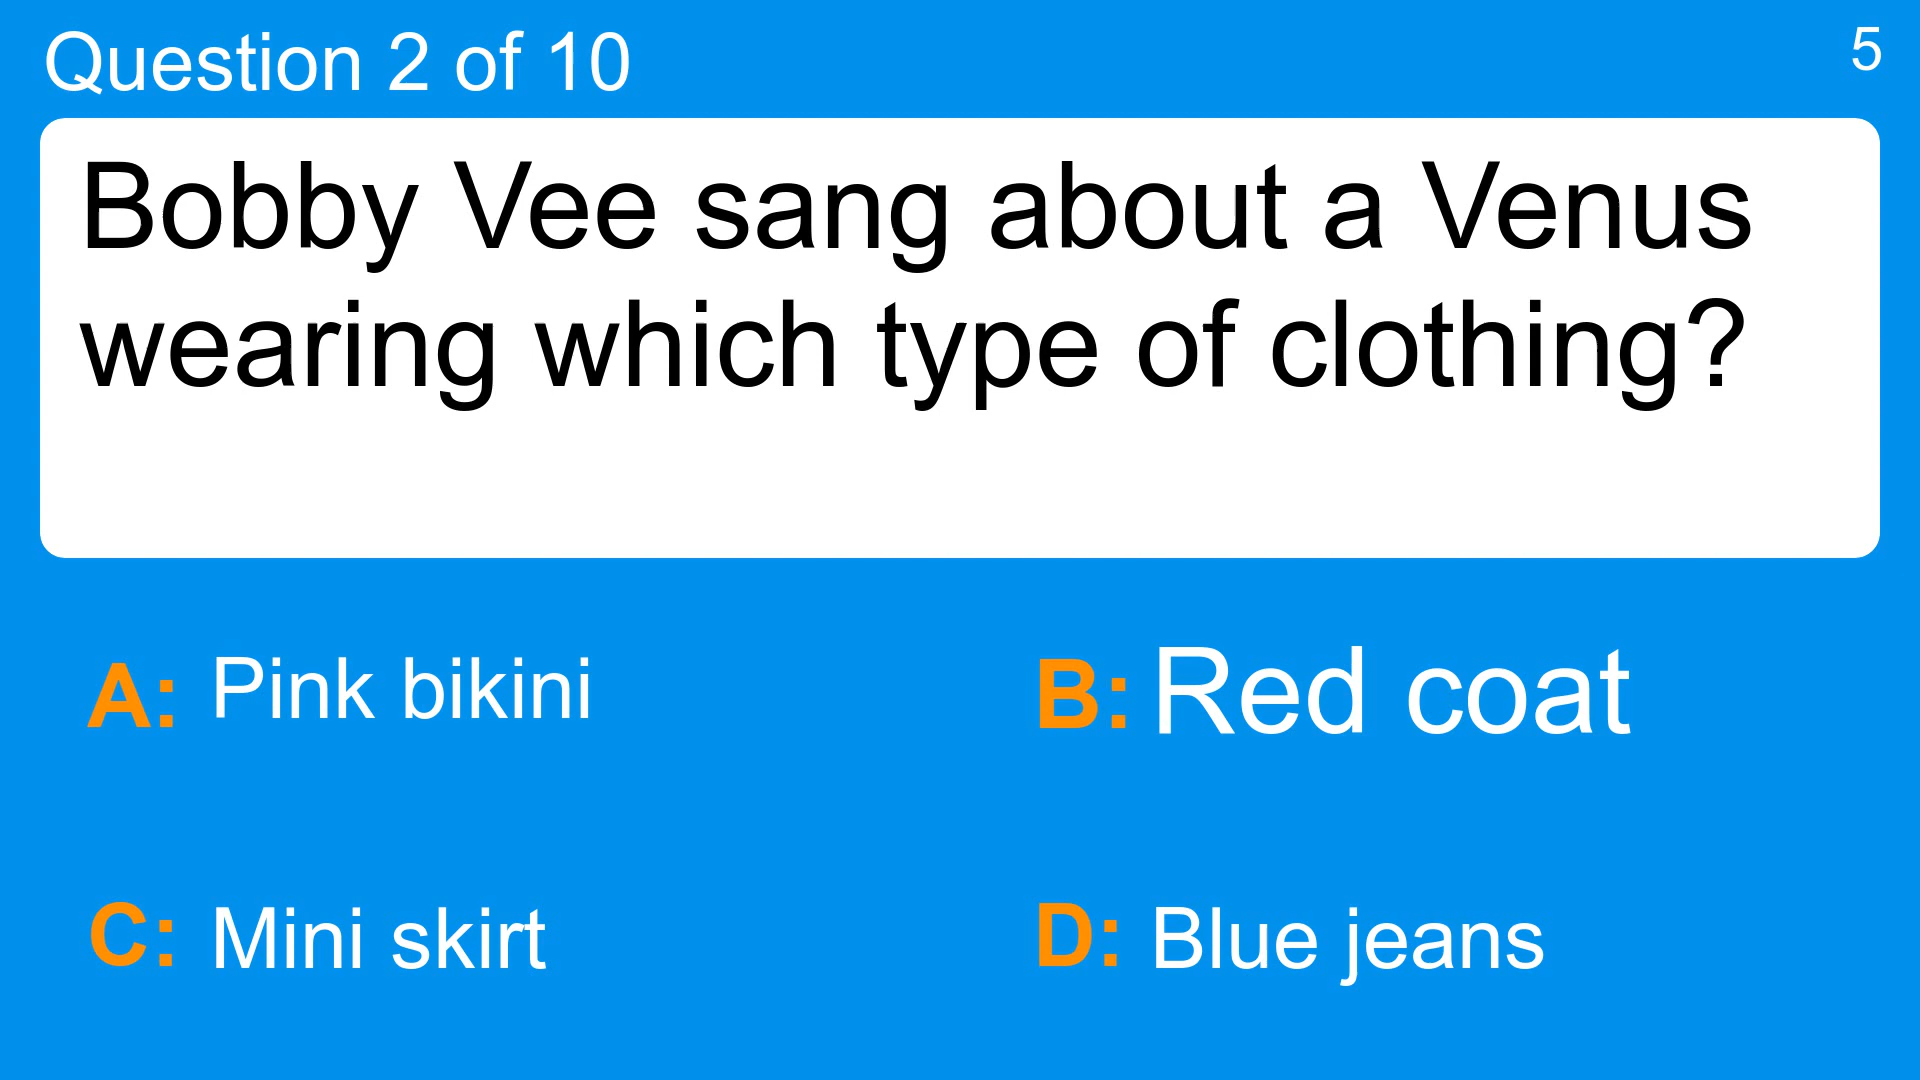 Question 2 of 10
5
Bobby Vee sang about a Venus
wearing which type of clothing?
A: Pink bikini
B: Red coat
C: Mini skirt
D: Blue jeans